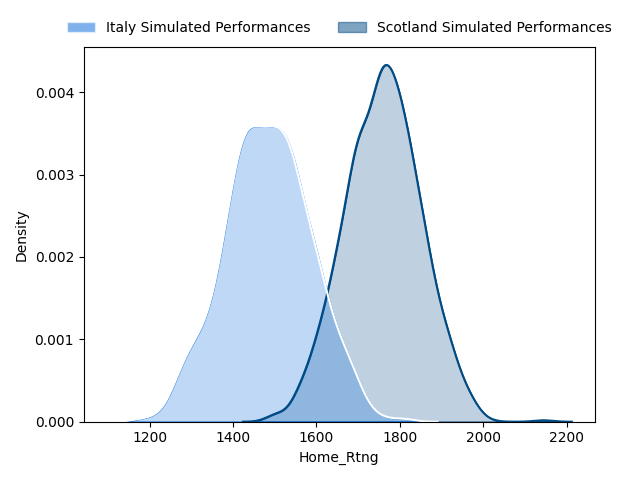 Italy Simulated Performances Scotland Simulated Performances
0.004
0.003
0.002
0.001
0.000
Density
1200 1400 1600 1800 2000 2200
Home_Rtng